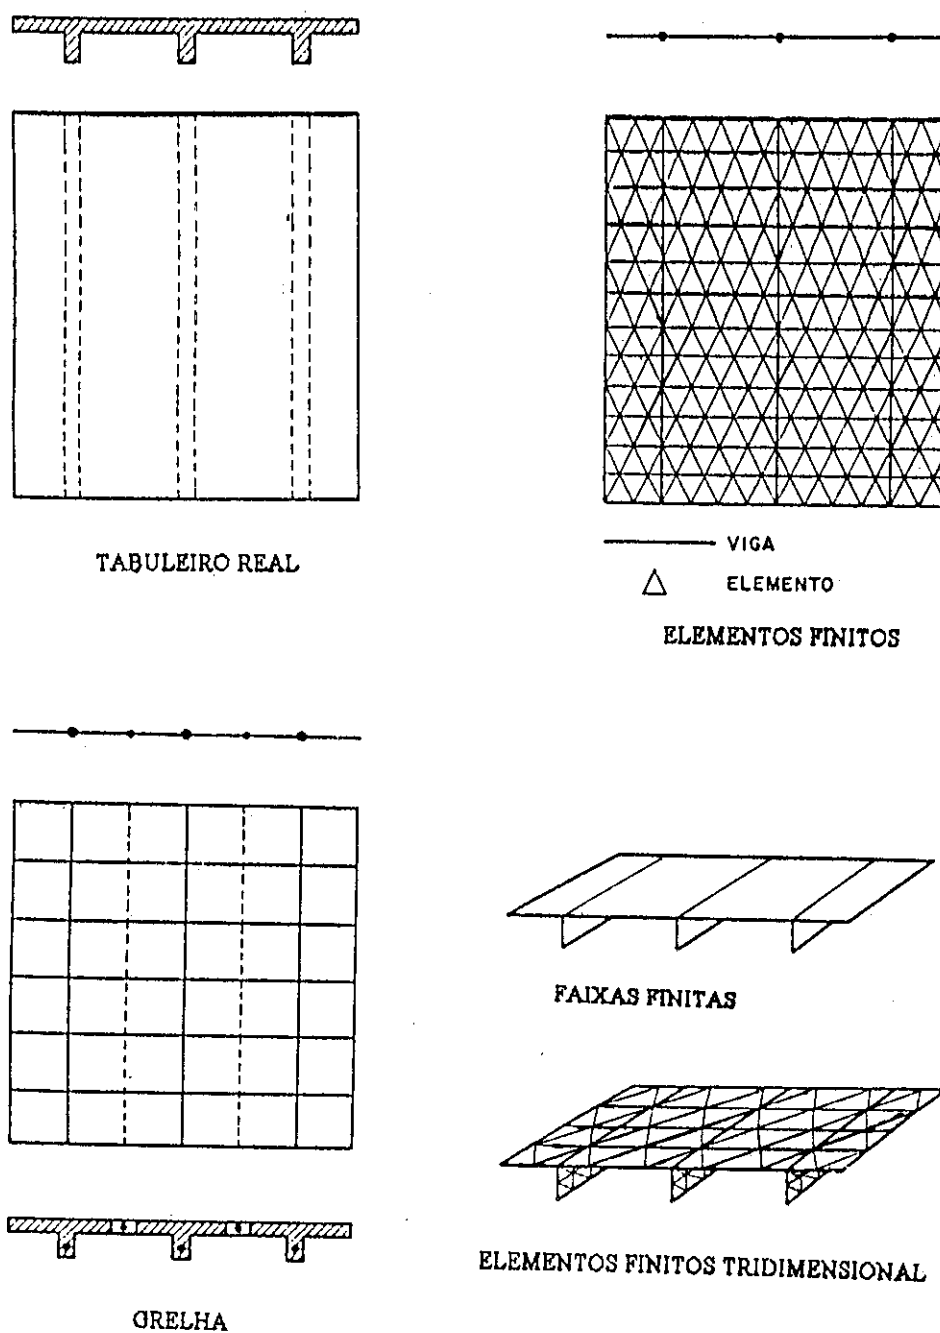 TABULEIRO REAL
VIGA
ELEMENTO
ELEMENTOS FINITOS
FAIXAS FINITAS
ELEMENTOS FINITOS TRIDIMENSIONAL
GRELHA